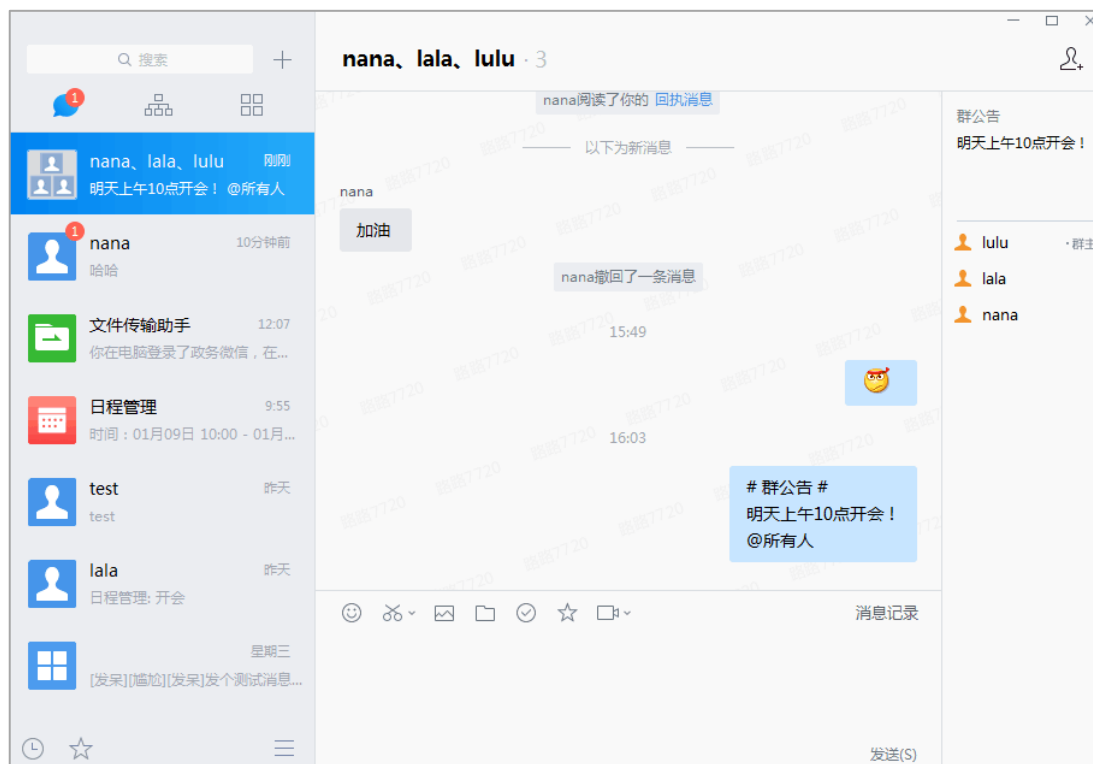 搜索
1
nana、lala、lulu 刚刚
明天上午10点开会！ @所有人
1
nana 10分钟前
哈哈
文件传输助手 12:07
你在电脑登录了政务微信，在...
日程管理 9:55
时间：01月09日 10:00 - 01月...
test 昨天
test
lala 昨天
日程管理: 开会
星期三
[发呆][尴尬][发呆]发个测试消息...
nana、lala、lulu · 3
nana阅读了你的 回执消息
以下为新消息
nana
加油
nana撤回了一条消息
15:49
16:03
# 群公告 #
明天上午10点开会！
@所有人
消息记录
发送(S)
群公告
明天上午10点开会！
lulu ·群主
lala
nana
路路7720